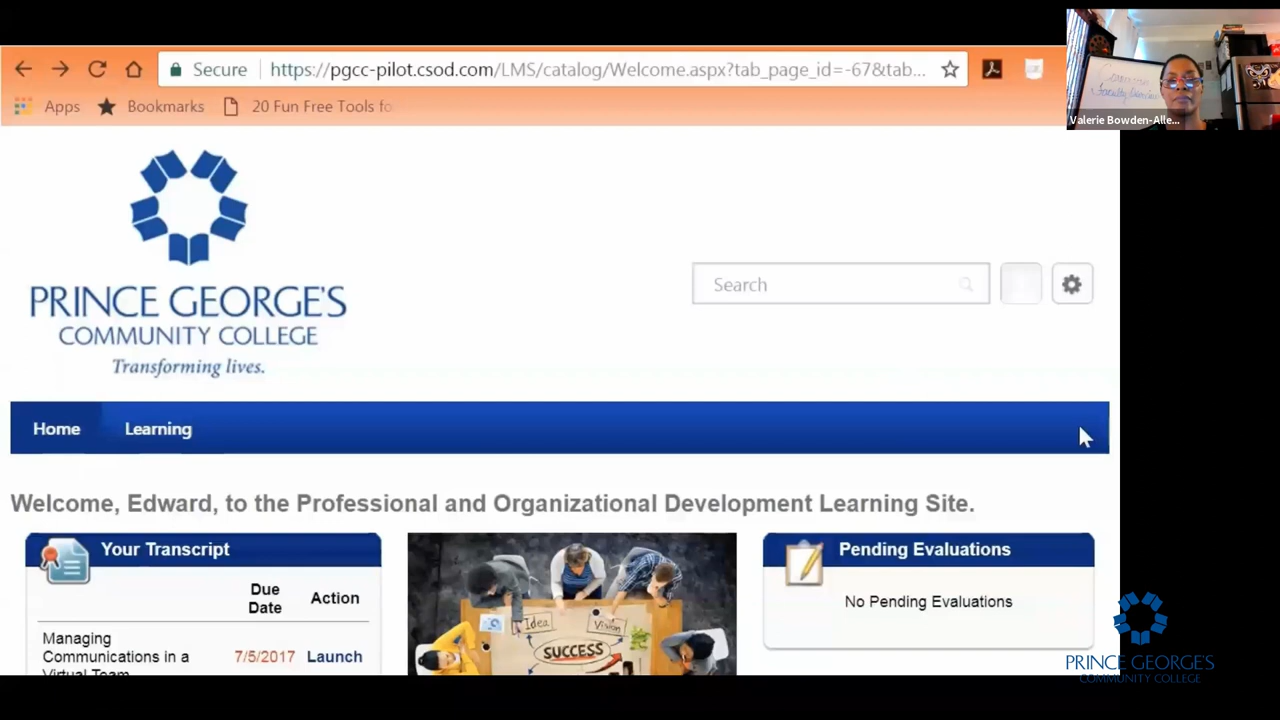 Secure
https://pgcc-pilot.csod.com/LMS/catalog/Welcome.aspx?tab_page_id=-67&tab...
Apps
Bookmarks
20 Fun Free Tools fo
Valerie Bowden-Alle...
PRINCE GEORGE'S
COMMUNITY COLLEGE
Transforming lives.
Search
Home
Learning
Welcome, Edward, to the Professional and Organizational Development Learning Site.
Your Transcript
Due
Date
Action
Managing
Communications in a
Virtual Team
7/5/2017
Launch
Idea
Vision
SUCCESS
Pending Evaluations
No Pending Evaluations
PRINCE GEORGE'S
COMMUNITY COLLEGE